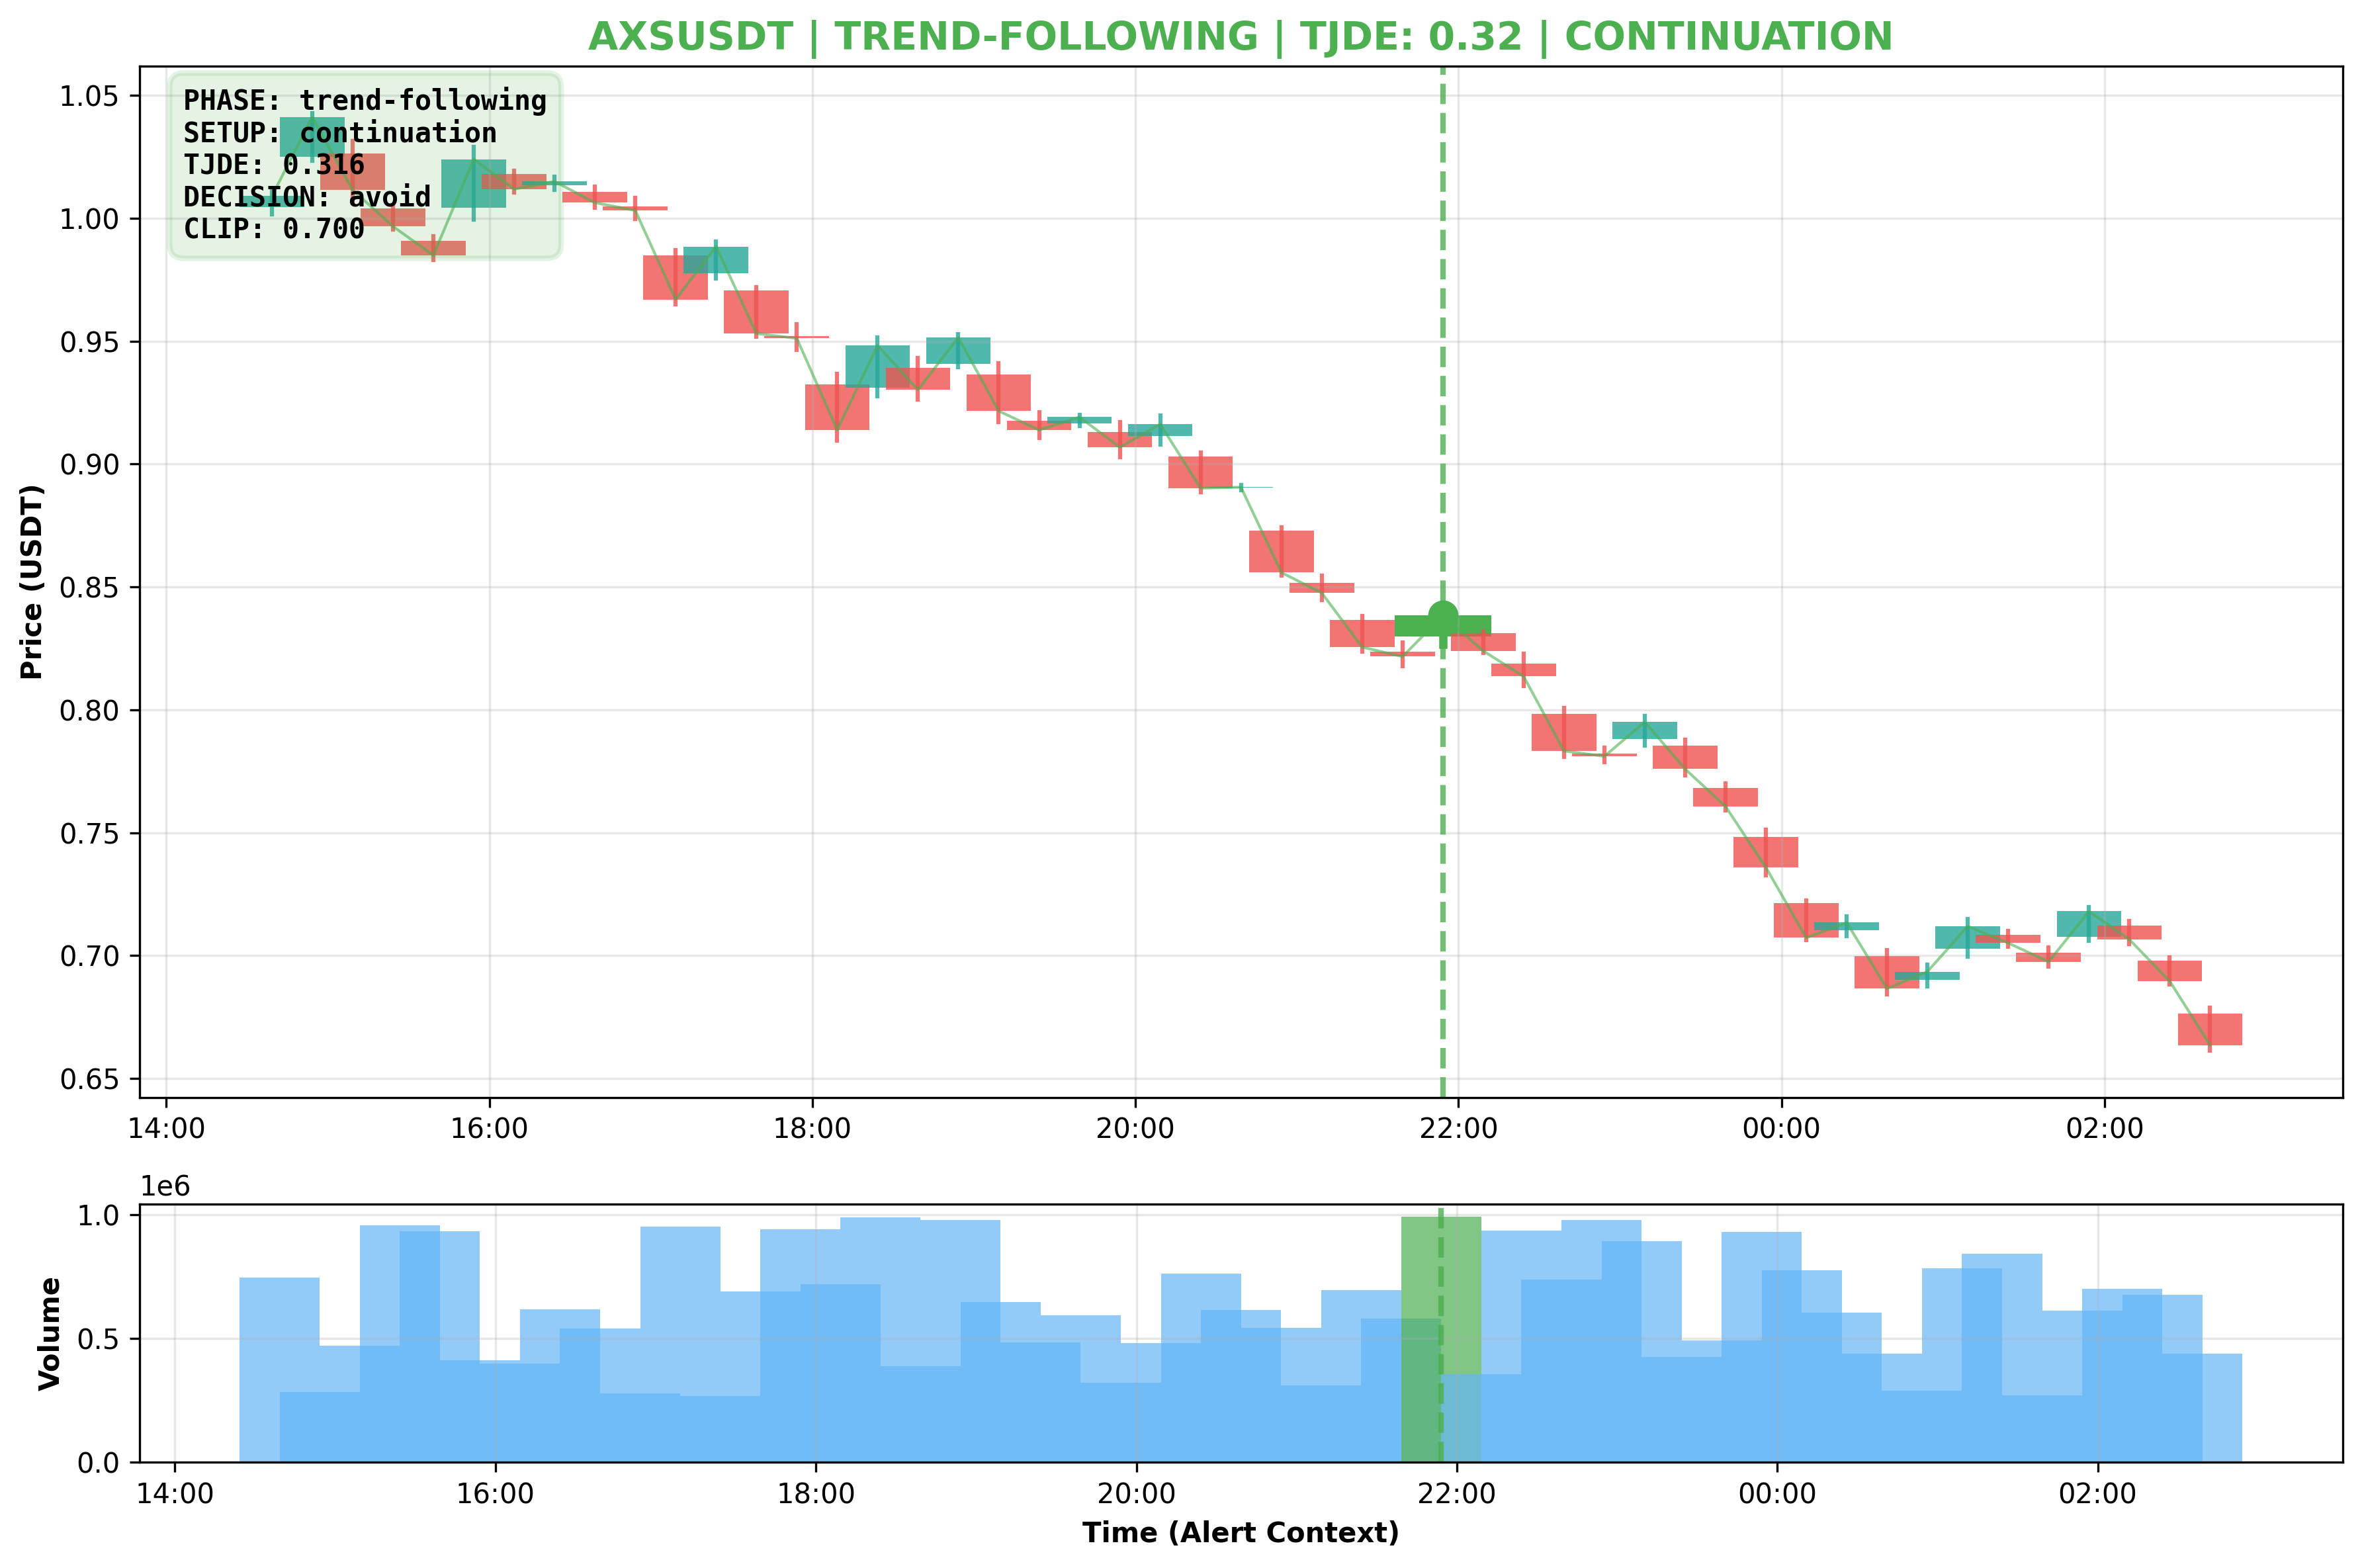 AXSUSDT | TREND-FOLLOWING | TJDE: 0.32 | CONTINUATION
PHASE: trend-following
SETUP: continuation
TJDE: 0.316
DECISION: avoid
CLIP: 0.700
Price (USDT)
1.05
1.00
0.95
0.90
0.85
0.80
0.75
0.70
0.65
14:00 16:00 18:00 20:00 22:00 00:00 02:00
1e6
Volume
1.0
0.5
0.0
14:00 16:00 18:00 20:00 22:00 00:00 02:00
Time (Alert Context)